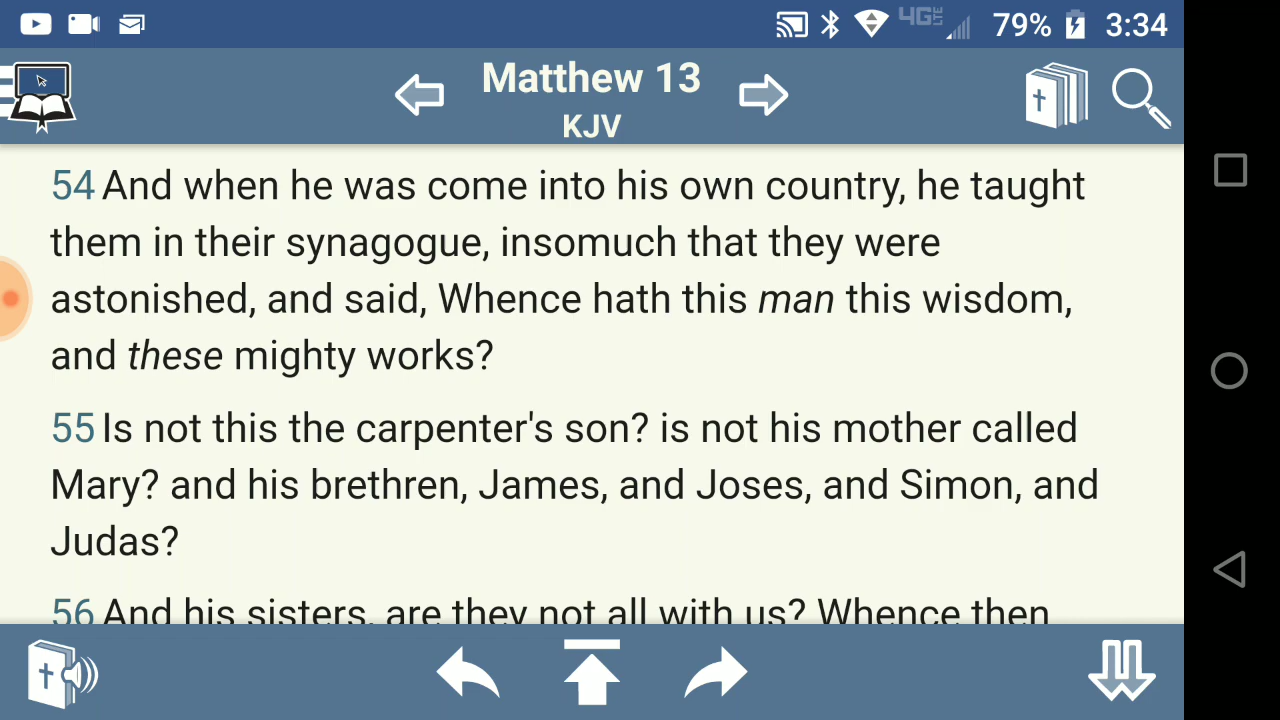 4G LTE 79% 3:34
Matthew 13
KJV
54 And when he was come into his own country, he taught
them in their synagogue, insomuch that they were
astonished, and said, Whence hath this man this wisdom,
and these mighty works?
55 Is not this the carpenter's son? is not his mother called
Mary? and his brethren, James, and Joses, and Simon, and
Judas?
56 And his sisters, are they not all with us? Whence then